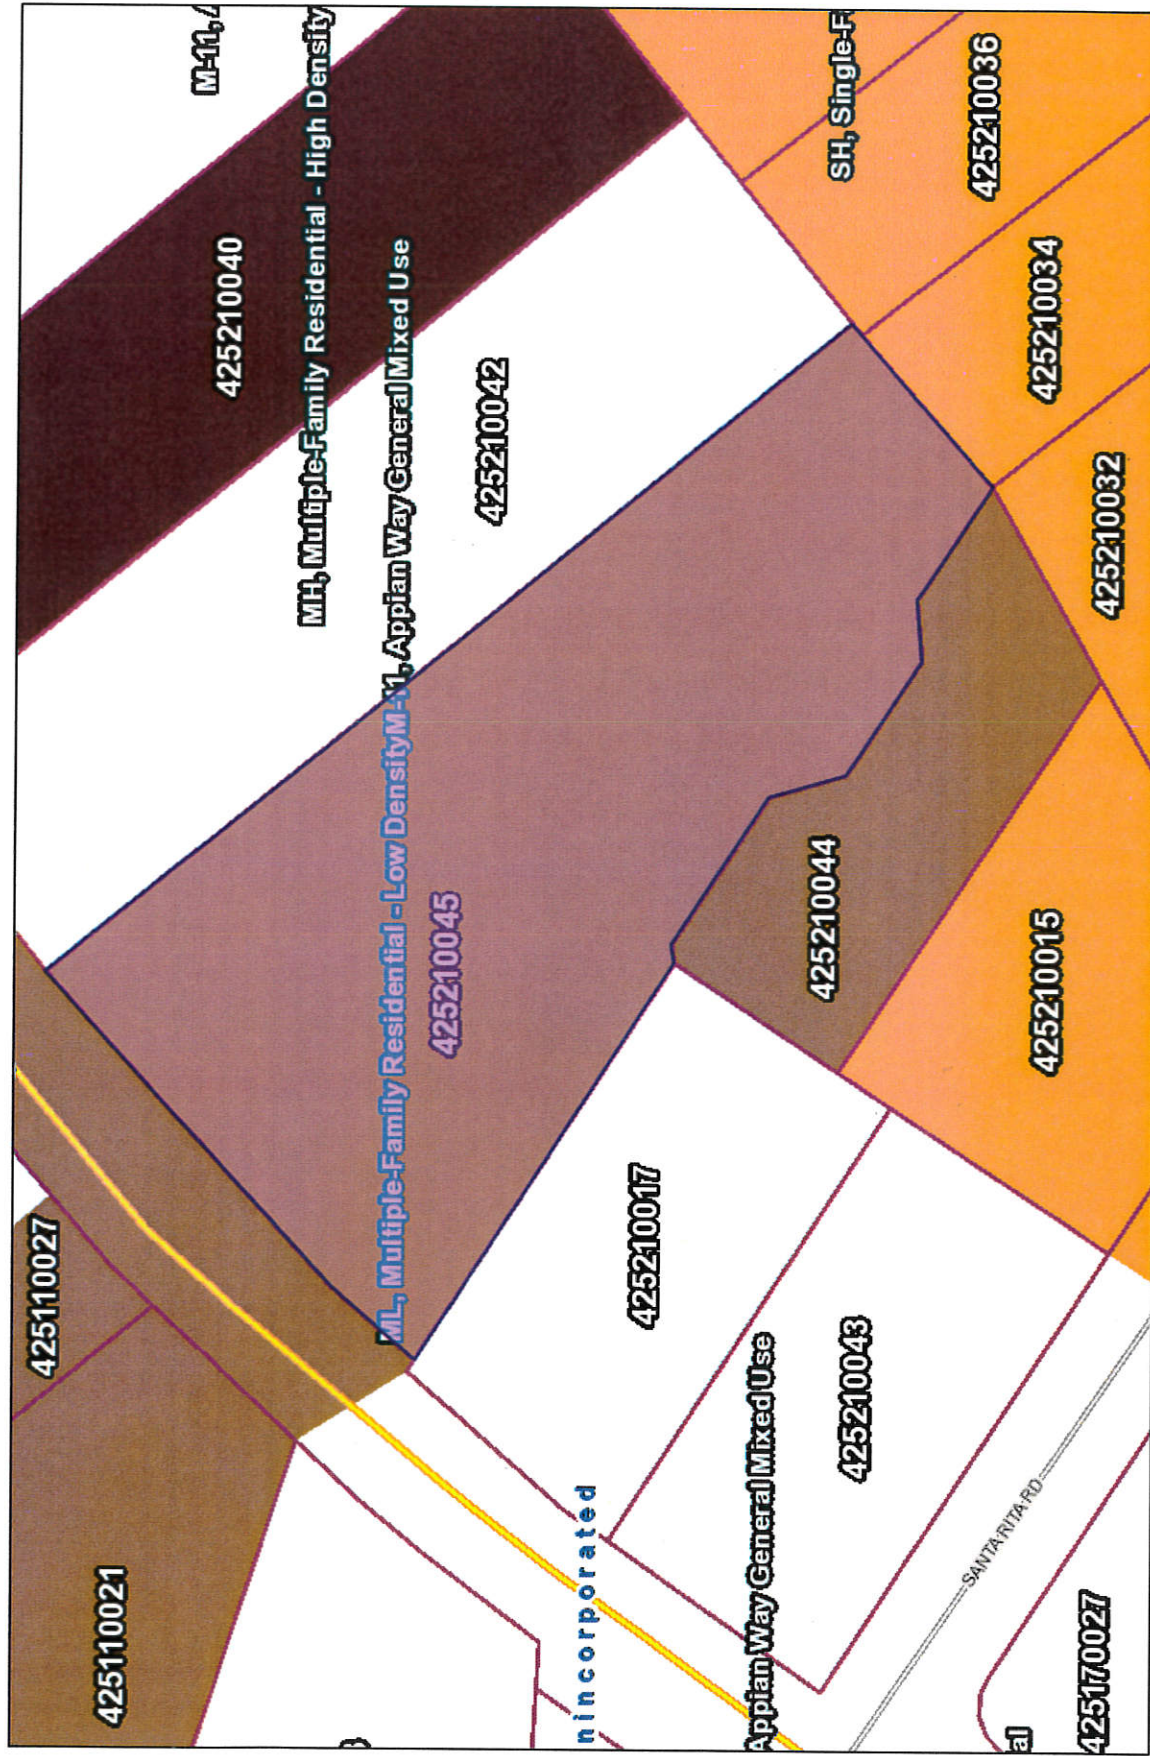 M-11,
425210040
MH, Multiple-Family Residential - High Density
SH, Single-F
425210036
ML, Multiple-Family Residential - Low DensityM-11, Appian Way General Mixed Use
425210042
425210034
425210045
425210032
425210044
425210015
425110027
425210017
425110021
nincorporated
Appian Way General Mixed Use
425210043
SANTA RITA RD
al
425170027